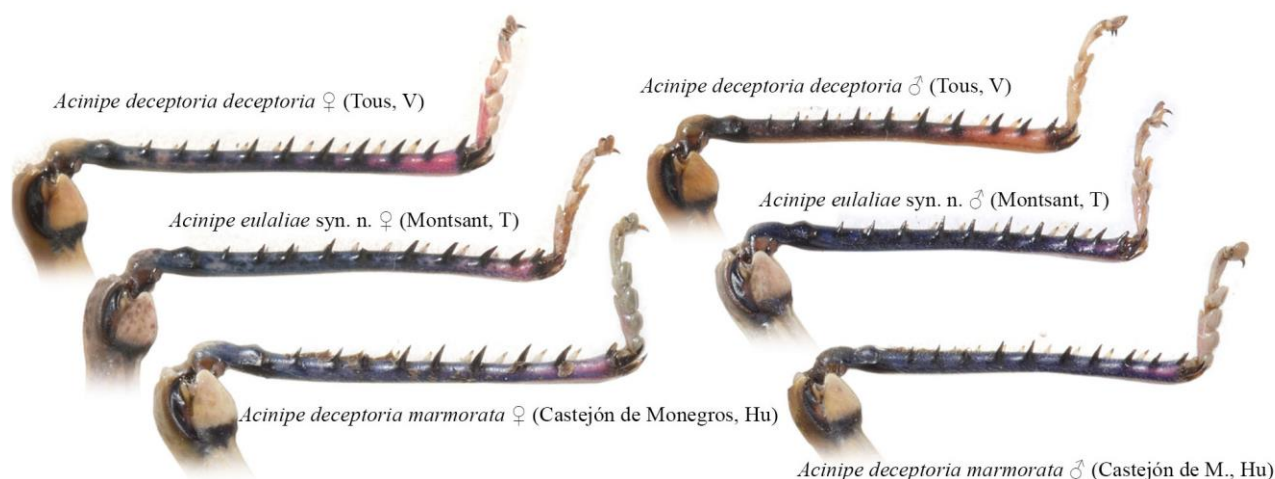 Acinipe deceptoria deceptoria ♀ (Tous, V)
Acinipe deceptoria deceptoria ♂ (Tous, V)
Acinipe eulaliae syn. n. ♀ (Montsant, T)
Acinipe eulaliae syn. n. ♂ (Montsant, T)
Acinipe deceptoria marmorata ♀ (Castejón de Monegros, Hu)
Acinipe deceptoria marmorata ♂ (Castejón de M., Hu)